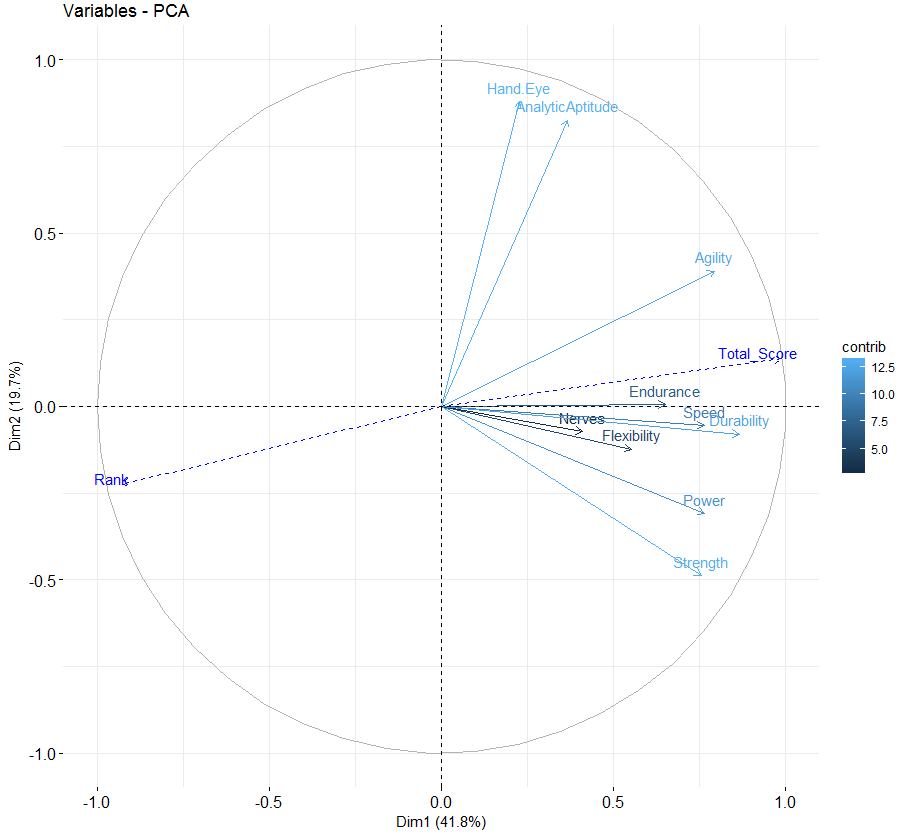 Variables - PCA
1.0
0.5
0.0
-0.5
-1.0
Dim2 (19.7%)
Hand.Eye
AnalyticAptitude
Agility
Total_Score
Endurance
Speed
Durability
Nerves
Flexibility
Rank
Power
Strength
-1.0
-0.5
0.0
0.5
1.0
Dim1 (41.8%)
contrib
12.5
10.0
7.5
5.0